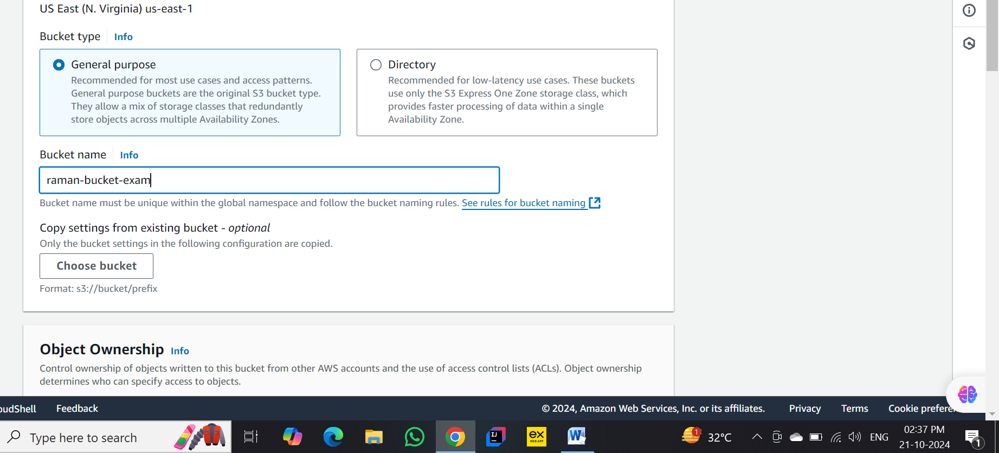 US East (N. Virginia) us-east-1
Bucket type Info
General purpose
Recommended for most use cases and access patterns.
General purpose buckets are the original S3 bucket type.
They allow a mix of storage classes that redundantly
store objects across multiple Availability Zones.
Directory
Recommended for low-latency use cases. These buckets
use only the S3 Express One Zone storage class, which
provides faster processing of data within a single
Availability Zone.
Bucket name Info
raman-bucket-exam
Bucket name must be unique within the global namespace and follow the bucket naming rules. See rules for bucket naming
Copy settings from existing bucket - optional
Only the bucket settings in the following configuration are copied.
Choose bucket
Format: s3://bucket/prefix
Object Ownership Info
Control ownership of objects written to this bucket from other AWS accounts and the use of access control lists (ACLs). Object ownership
determines who can specify access to objects.
oudShell Feedback © 2024, Amazon Web Services, Inc. or its affiliates. Privacy Terms Cookie prefere
Type here to search
IJ
ex
WEB APP
W
1
32°C
ENG
02:37 PM
21-10-2024
1